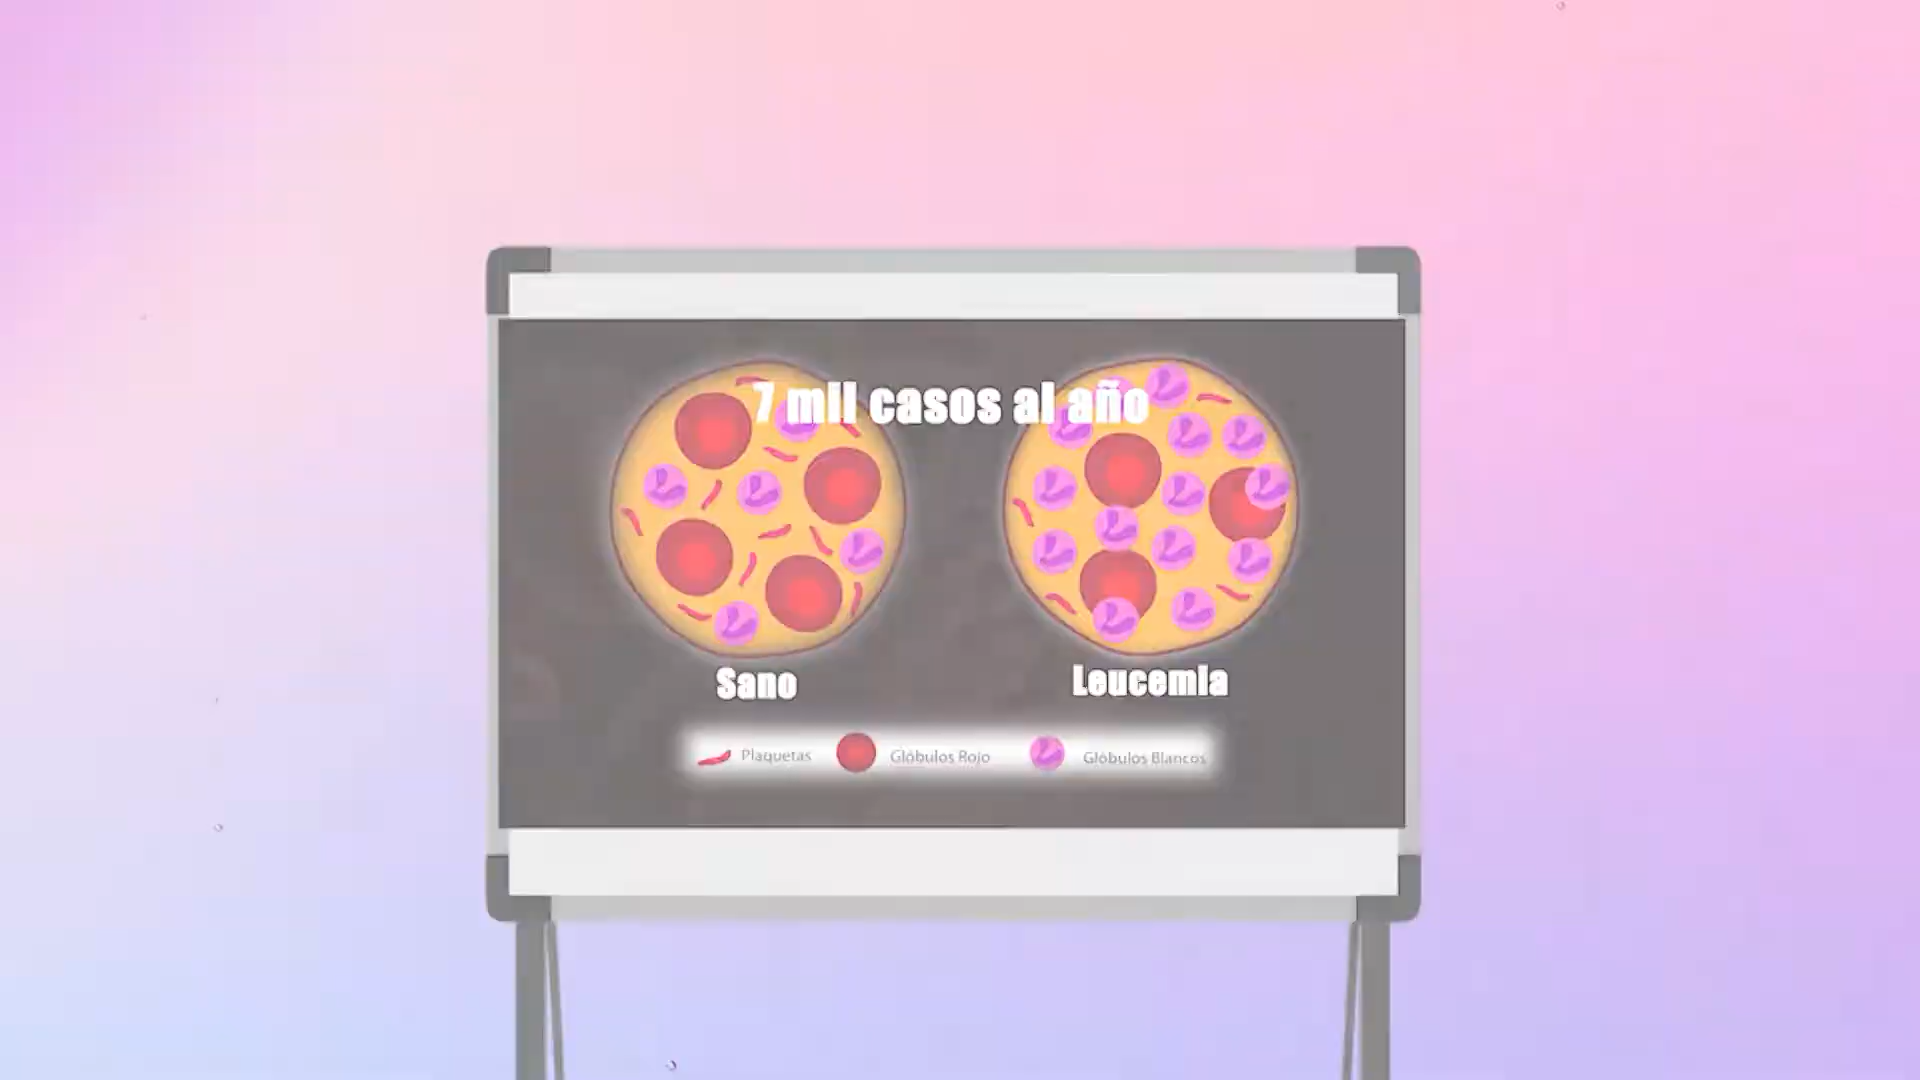 7 mil casos al año
Sano
Leucemia
Plaquetas
Glóbulos Rojo
Glóbulos Blancos